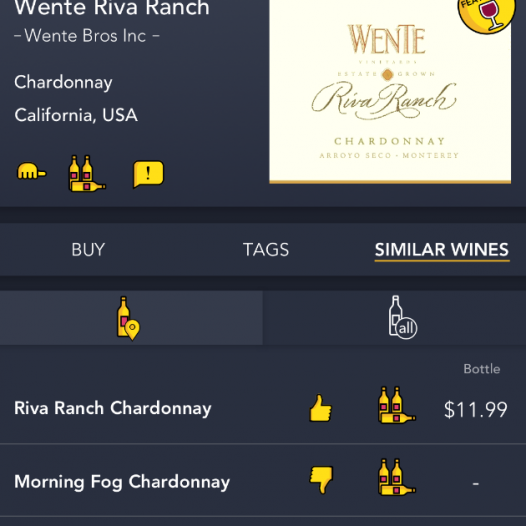 Wente Riva Ranch
– Wente Bros Inc –
Chardonnay
California, USA
WENTE
VINEYARDS
ESTATE GROWN
Riva Ranch
CHARDONNAY
ARROYO SECO • MONTEREY
!
BUY
TAGS
SIMILAR WINES
all
Bottle
Riva Ranch Chardonnay
$11.99
Morning Fog Chardonnay
-